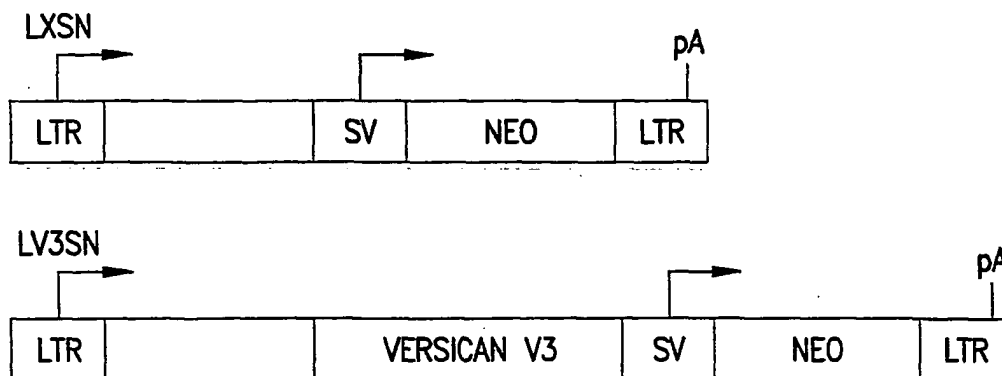 LXSN
pA
LTR SV NEO LTR
LV3SN
pA
LTR VERSICAN V3 SV NEO LTR